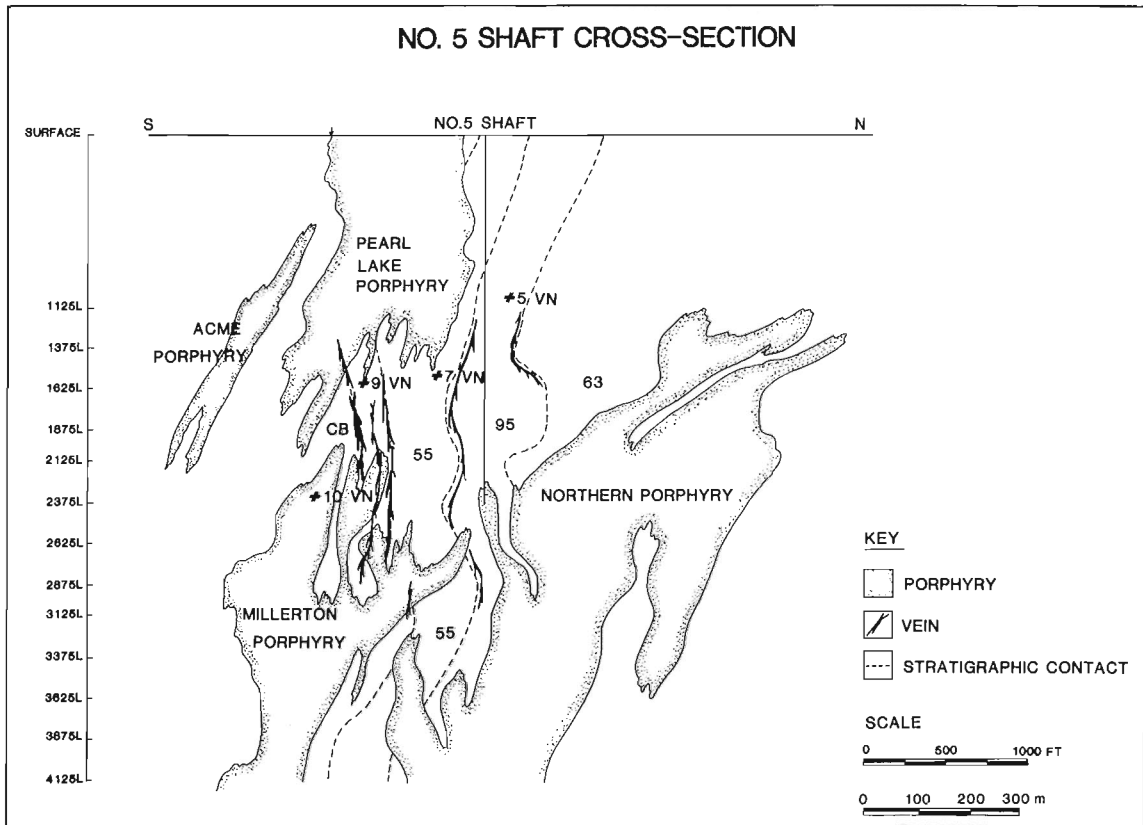 NO. 5 SHAFT CROSS-SECTION
S
NO.5 SHAFT
N
SURFACE
PEARL
LAKE
PORPHYRY
#5 VN
1125L
ACME
PORPHYRY
1375L
#9 VN
#7 VN
63
1625L
CB
95
1875L
55
2125L
#10 VN
NORTHERN PORPHYRY
2375L
2625L
2875L
MILLERTON
PORPHYRY
3125L
55
3375L
3625L
3875L
4125L
KEY
PORPHYRY
VEIN
STRATIGRAPHIC CONTACT
SCALE
0 500 1000 FT
0 100 200 300 m